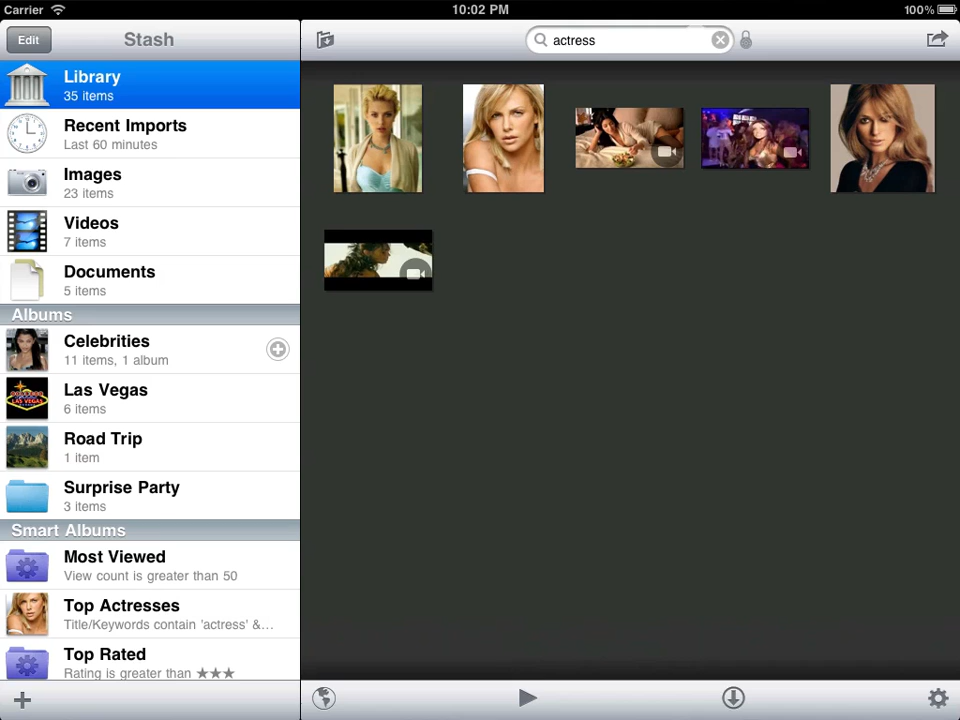 Carrier
10:02 PM
100%
Edit
Stash
actress
Library
35 items
Recent Imports
Last 60 minutes
Images
23 items
Videos
7 items
Documents
5 items
Albums
Celebrities
11 items, 1 album
Las Vegas
6 items
Road Trip
1 item
Surprise Party
3 items
Smart Albums
Most Viewed
View count is greater than 50
Top Actresses
Title/Keywords contain 'actress' &…
Top Rated
Rating is greater than ★★★